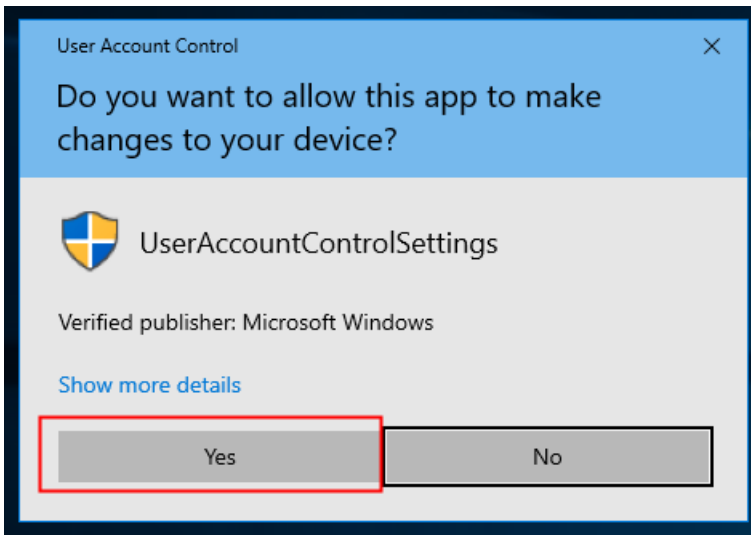 User Account Control
Do you want to allow this app to make
changes to your device?
UserAccountControlSettings
Verified publisher: Microsoft Windows
Show more details
Yes
No